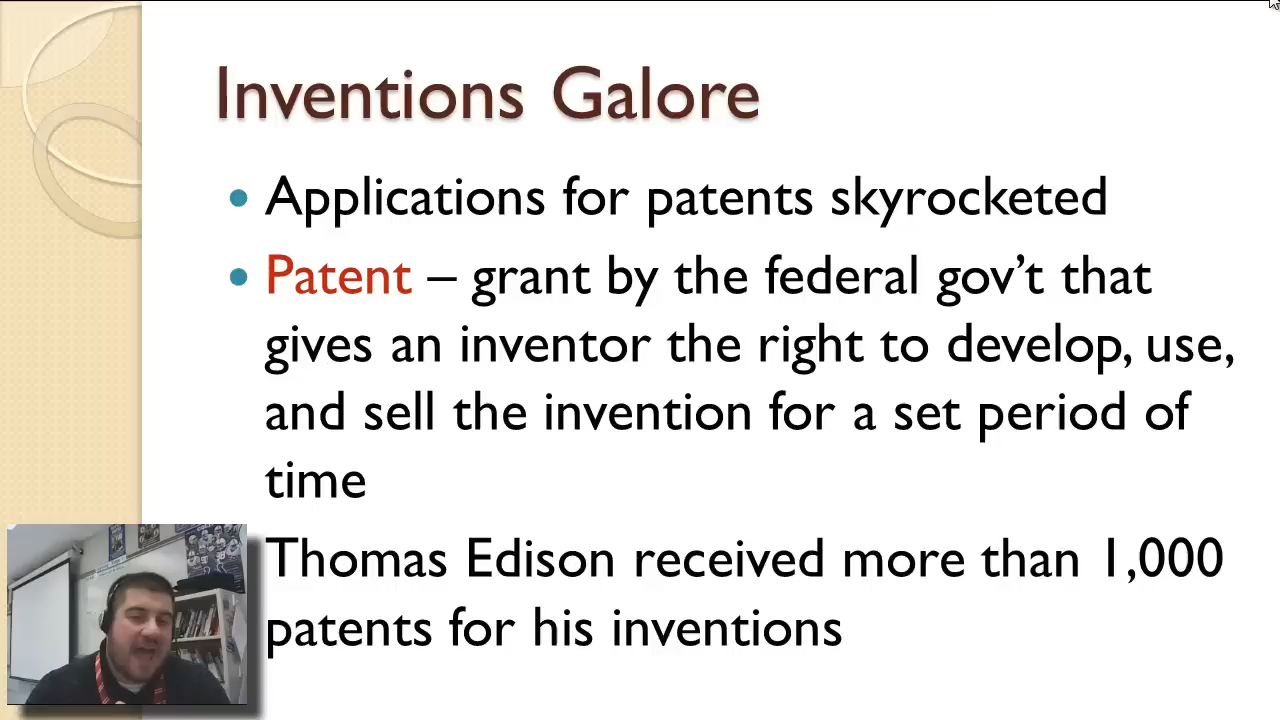 Inventions Galore
Applications for patents skyrocketed
Patent – grant by the federal gov’t that
gives an inventor the right to develop, use,
and sell the invention for a set period of
time
Thomas Edison received more than 1,000
patents for his inventions